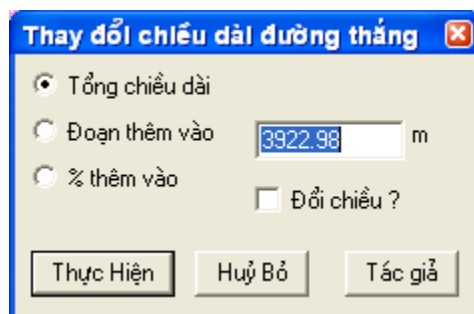 Thay đổi chiều dài đường thẳng
Tổng chiều dài
Đoạn thêm vào
3922.98 m
% thêm vào
Đổi chiều ?
Thực Hiện Huỷ Bỏ Tác giả